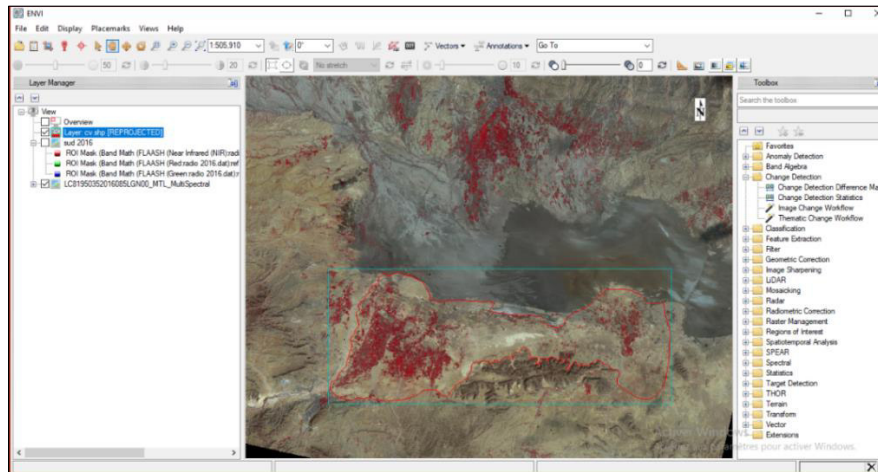 ENVI
File Edit Display Placemarks Views Help
1:505,910 0° Vectors Annotations Go To
50 20 No stretch 10 0
Layer Manager
View
Overview
Layer: cv.shp [REPROJECTED]
sud 2016
ROI Mask (Band Math (FLAASH (Near Infrared (NIR):radi
ROI Mask (Band Math (FLAASH (Red:radio 2016.dat):ref
ROI Mask (Band Math (FLAASH (Green:radio 2016.dat):r
LC81950352016085LGN00_MTL_MultiSpectral
N
Toolbox
Search the toolbox
Favorites
Anomaly Detection
Band Algebra
Change Detection
Change Detection Difference Ma
Change Detection Statistics
Image Change Workflow
Thematic Change Workflow
Classification
Feature Extraction
Filter
Geometric Correction
Image Sharpening
LiDAR
Mosaicking
Radar
Radiometric Correction
Raster Management
Regions of Interest
Spatiotemporal Analysis
SPEAR
Spectral
Statistics
Target Detection
THOR
Terrain
Transform
Vector
Extensions
pour activer Windows.